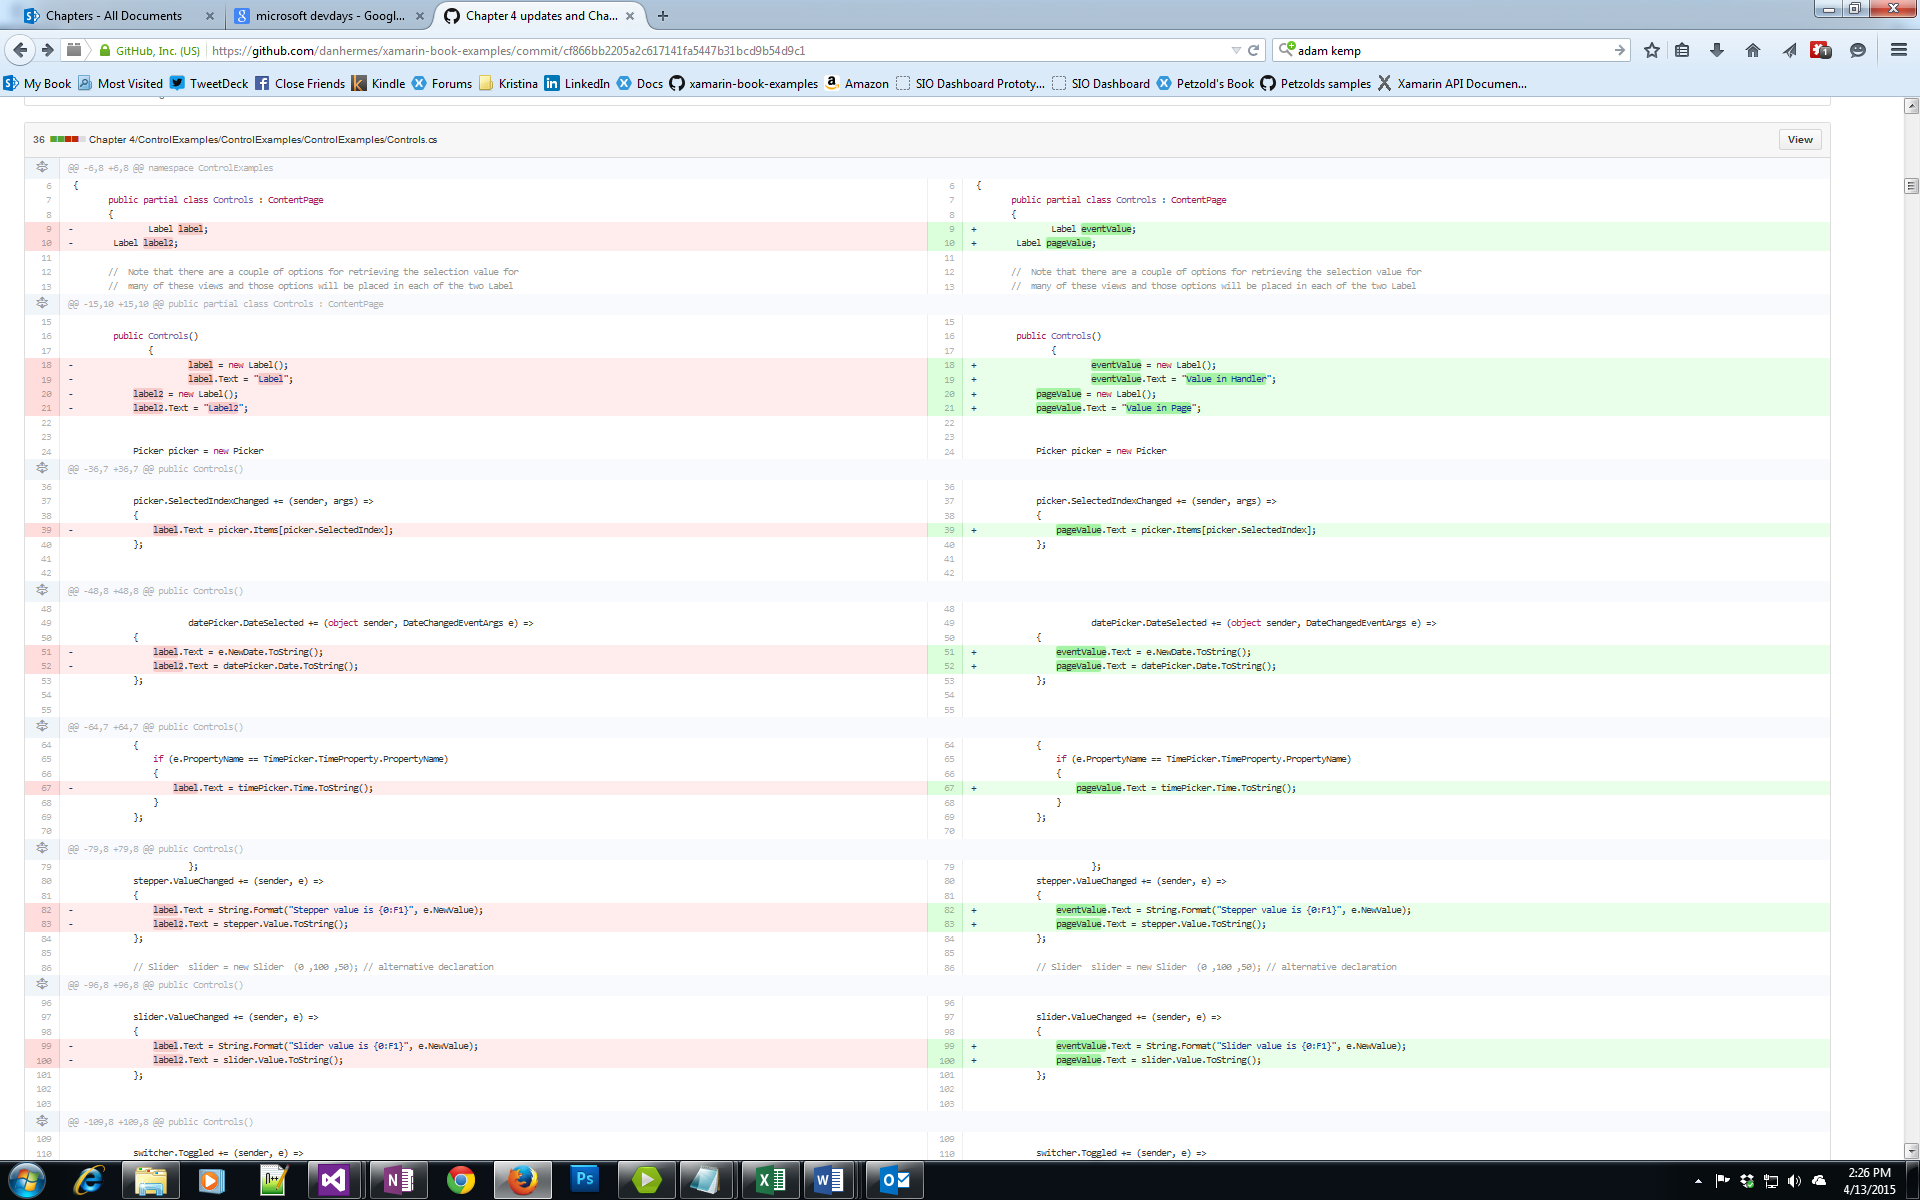 Chapters - All Documents
microsoft devdays - Googl...
Chapter 4 updates and Cha...
GitHub, Inc. (US)
https://github.com/danhermes/xamarin-book-examples/commit/cf866bb2205a2c617141fa5447b31bcd9b54d9c1
adam kemp
My Book Most Visited TweetDeck Close Friends Kindle Forums Kristina LinkedIn Docs xamarin-book-examples Amazon SIO Dashboard Prototy... SIO Dashboard Petzold's Book Petzolds samples Xamarin API Documen...
36 Chapter 4/ControlExamples/ControlExamples/ControlExamples/Controls.cs View
@@ -6,8 +6,8 @@ namespace ControlExamples
6 { 6 {
7 public partial class Controls : ContentPage 7 public partial class Controls : ContentPage
8 { 8 {
9 - Label label; 9 + Label eventValue;
10 - Label label2; 10 + Label pageValue;
11 11
12 // Note that there are a couple of options for retrieving the selection value for 12 // Note that there are a couple of options for retrieving the selection value for
13 // many of these views and those options will be placed in each of the two Label 13 // many of these views and those options will be placed in each of the two Label
@@ -15,10 +15,10 @@ public partial class Controls : ContentPage
15 15
16 public Controls() 16 public Controls()
17 { 17 {
18 - label = new Label(); 18 + eventValue = new Label();
19 - label.Text = "Label"; 19 + eventValue.Text = "Value in Handler";
20 - label2 = new Label(); 20 + pageValue = new Label();
21 - label2.Text = "Label2"; 21 + pageValue.Text = "Value in Page";
22 22
23 23
24 Picker picker = new Picker 24 Picker picker = new Picker
@@ -36,7 +36,7 @@ public Controls()
36 36
37 picker.SelectedIndexChanged += (sender, args) => 37 picker.SelectedIndexChanged += (sender, args) =>
38 { 38 {
39 - label.Text = picker.Items[picker.SelectedIndex]; 39 + pageValue.Text = picker.Items[picker.SelectedIndex];
40 }; 40 };
41 41
42 42
@@ -48,8 +48,8 @@ public Controls()
48 48
49 datePicker.DateSelected += (object sender, DateChangedEventArgs e) => 49 datePicker.DateSelected += (object sender, DateChangedEventArgs e) =>
50 { 50 {
51 - label.Text = e.NewDate.ToString(); 51 + eventValue.Text = e.NewDate.ToString();
52 - label2.Text = datePicker.Date.ToString(); 52 + pageValue.Text = datePicker.Date.ToString();
53 }; 53 };
54 54
55 55
@@ -64,7 +64,7 @@ public Controls()
64 { 64 {
65 if (e.PropertyName == TimePicker.TimeProperty.PropertyName) 65 if (e.PropertyName == TimePicker.TimeProperty.PropertyName)
66 { 66 {
67 - label.Text = timePicker.Time.ToString(); 67 + pageValue.Text = timePicker.Time.ToString();
68 } 68 }
69 }; 69 };
70 70
@@ -79,8 +79,8 @@ public Controls()
79 }; 79 };
80 stepper.ValueChanged += (sender, e) => 80 stepper.ValueChanged += (sender, e) =>
81 { 81 {
82 - label.Text = String.Format("Stepper value is {0:F1}", e.NewValue); 82 + eventValue.Text = String.Format("Stepper value is {0:F1}", e.NewValue);
83 - label2.Text = stepper.Value.ToString(); 83 + pageValue.Text = stepper.Value.ToString();
84 }; 84 };
85 85
86 // Slider slider = new Slider (0 ,100 ,50); // alternative declaration 86 // Slider slider = new Slider (0 ,100 ,50); // alternative declaration
@@ -96,8 +96,8 @@ public Controls()
96 96
97 slider.ValueChanged += (sender, e) => 97 slider.ValueChanged += (sender, e) =>
98 { 98 {
99 - label.Text = String.Format("Slider value is {0:F1}", e.NewValue); 99 + eventValue.Text = String.Format("Slider value is {0:F1}", e.NewValue);
100 - label2.Text = slider.Value.ToString(); 100 + pageValue.Text = slider.Value.ToString();
101 }; 101 };
102 102
103 103
@@ -109,8 +109,8 @@ public Controls()
109 109
110 switcher.Toggled += (sender, e) => 110 switcher.Toggled += (sender, e) =>
2:26 PM
4/13/2015